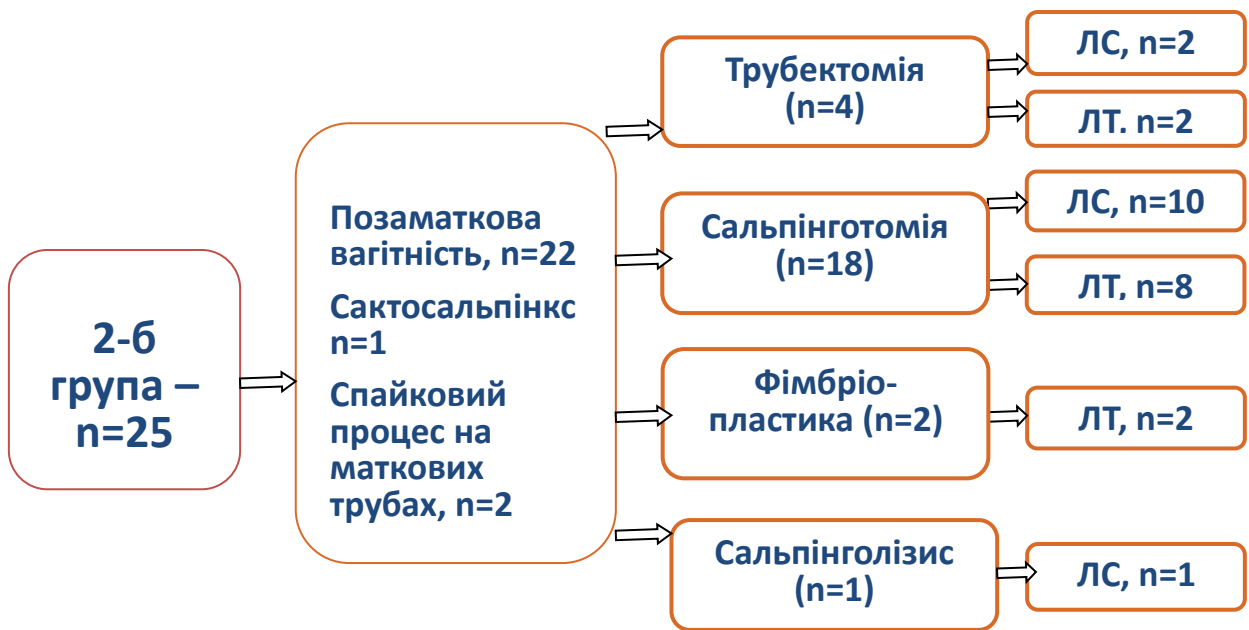 2-б
група –
n=25
Позаматкова
вагітність, n=22
Сактосальпінкс
n=1
Спайковий
процес на
маткових
трубах, n=2
Трубектомія
(n=4)
ЛС, n=2
ЛТ. n=2
Сальпінготомія
(n=18)
ЛС, n=10
ЛТ, n=8
Фімбріо-
пластика (n=2)
ЛТ, n=2
Сальпінголізис
(n=1)
ЛС, n=1